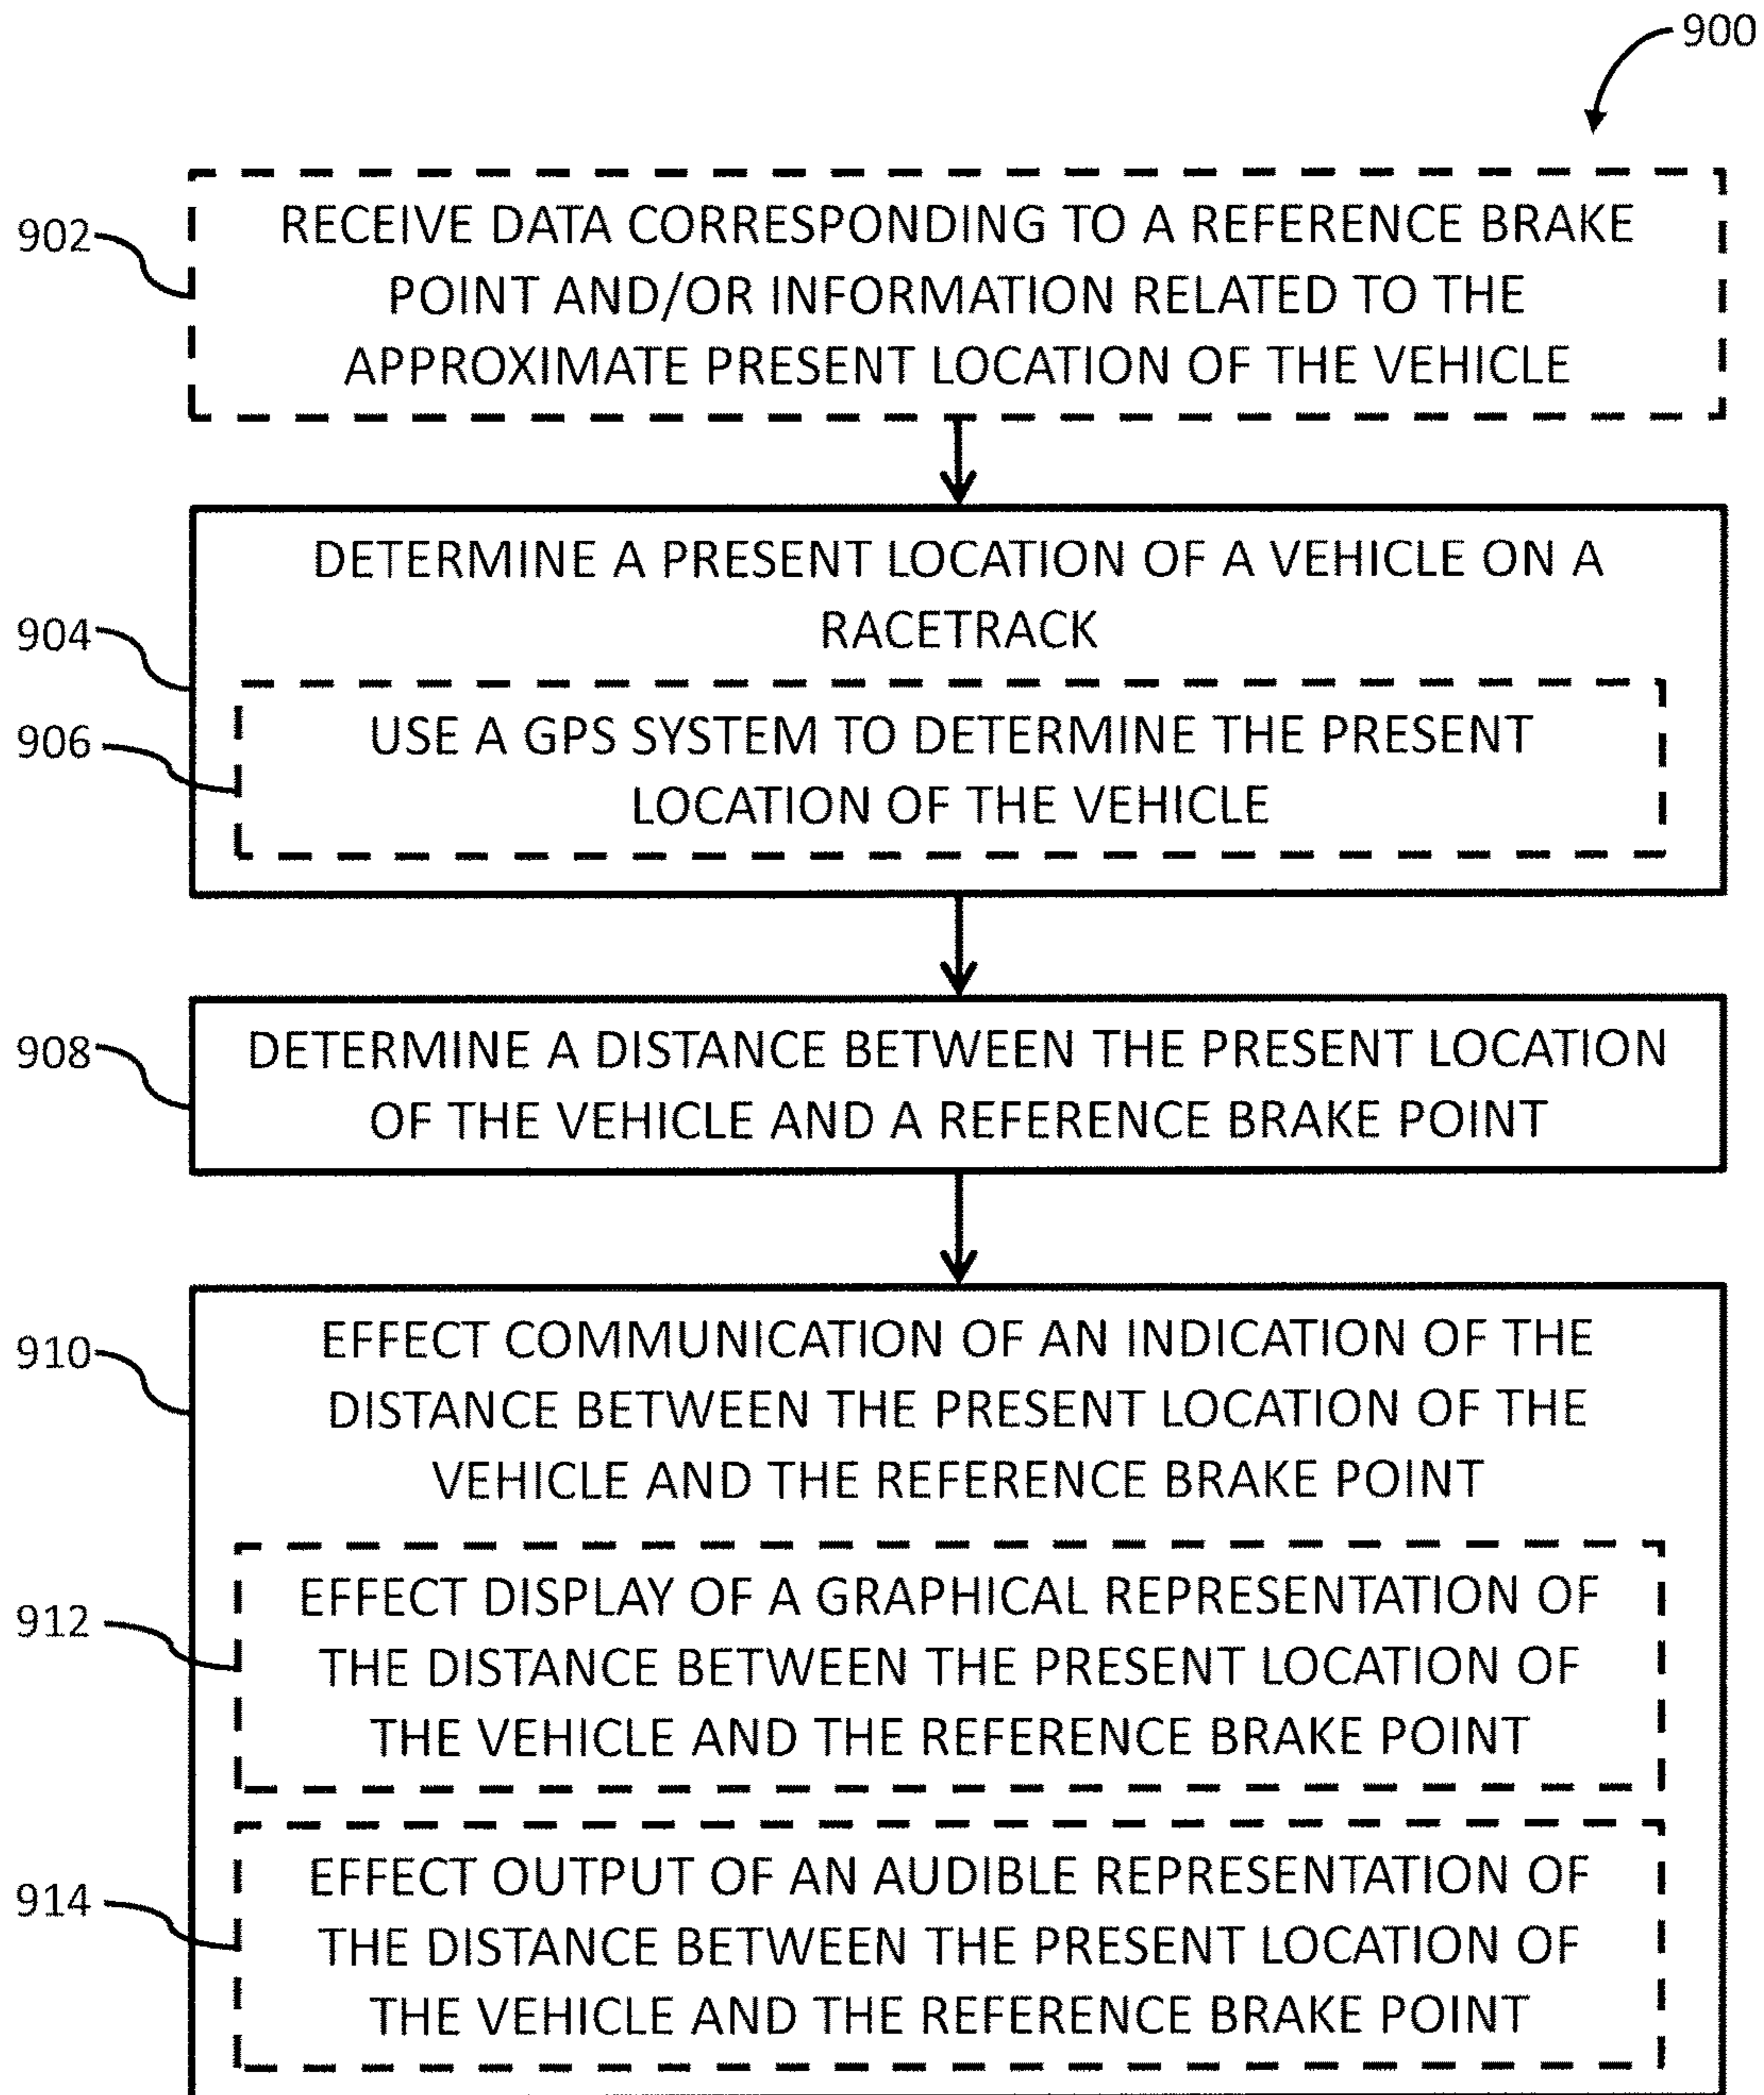 900
902
RECEIVE DATA CORRESPONDING TO A REFERENCE BRAKE
POINT AND/OR INFORMATION RELATED TO THE
APPROXIMATE PRESENT LOCATION OF THE VEHICLE
904
DETERMINE A PRESENT LOCATION OF A VEHICLE ON A
RACETRACK
906
USE A GPS SYSTEM TO DETERMINE THE PRESENT
LOCATION OF THE VEHICLE
908
DETERMINE A DISTANCE BETWEEN THE PRESENT LOCATION
OF THE VEHICLE AND A REFERENCE BRAKE POINT
910
EFFECT COMMUNICATION OF AN INDICATION OF THE
DISTANCE BETWEEN THE PRESENT LOCATION OF THE
VEHICLE AND THE REFERENCE BRAKE POINT
912
EFFECT DISPLAY OF A GRAPHICAL REPRESENTATION OF
THE DISTANCE BETWEEN THE PRESENT LOCATION OF
THE VEHICLE AND THE REFERENCE BRAKE POINT
914
EFFECT OUTPUT OF AN AUDIBLE REPRESENTATION OF
THE DISTANCE BETWEEN THE PRESENT LOCATION OF
THE VEHICLE AND THE REFERENCE BRAKE POINT